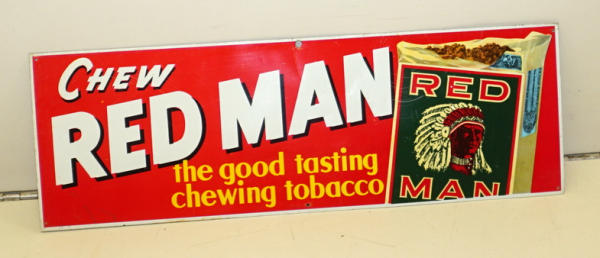 CHEW
RED MAN
the good tasting
chewing tobacco
RED
MAN